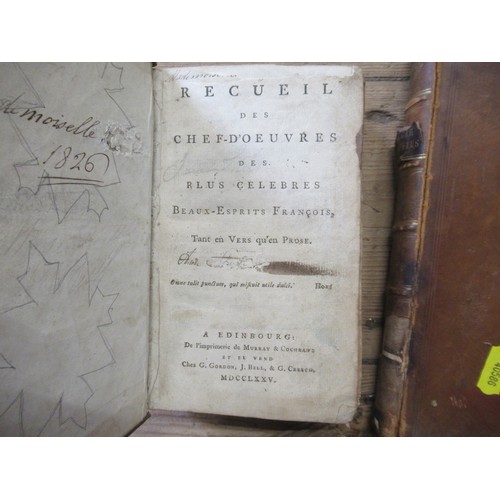 moiselle
1826
RECUEIL
DES
CHEF-D'OEUVRES
DES
PLUS CELEBRES
BEAUX-ESPRITS FRANÇOIS,
Tant en VERS qu'en PROSE.
Omne tulit punctum, qui miscuit utile dulci. HOR.
A EDINBOURG:
De l'imprimerie de MURRAY & COCHRANE
ET SE VEND
Chez G. GORDON, J. BELL, & G. CREECH,
MDCCLXXV.
40586